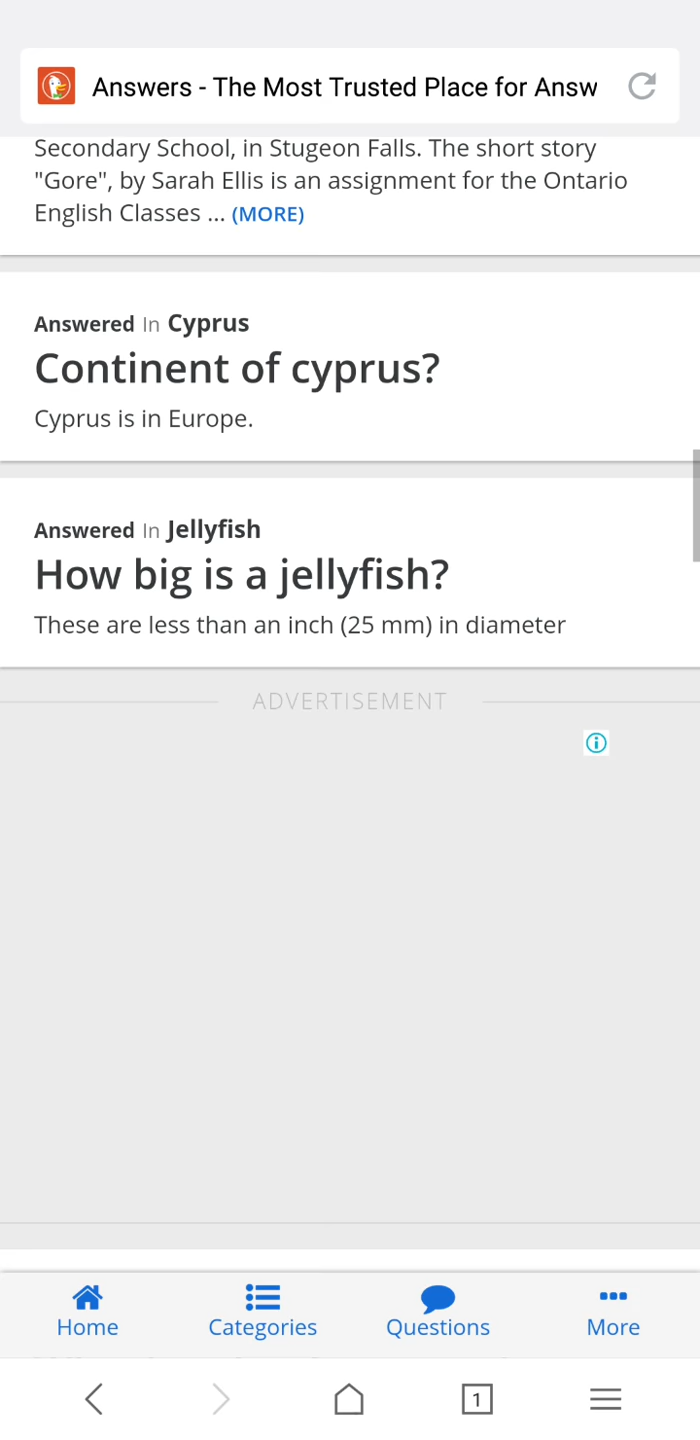 Answers - The Most Trusted Place for Answ
Secondary School, in Stugeon Falls. The short story
"Gore", by Sarah Ellis is an assignment for the Ontario
English Classes ... (MORE)
Answered In Cyprus
Continent of cyprus?
Cyprus is in Europe.
Answered In Jellyfish
How big is a jellyfish?
These are less than an inch (25 mm) in diameter
ADVERTISEMENT
Home Categories Questions More
1